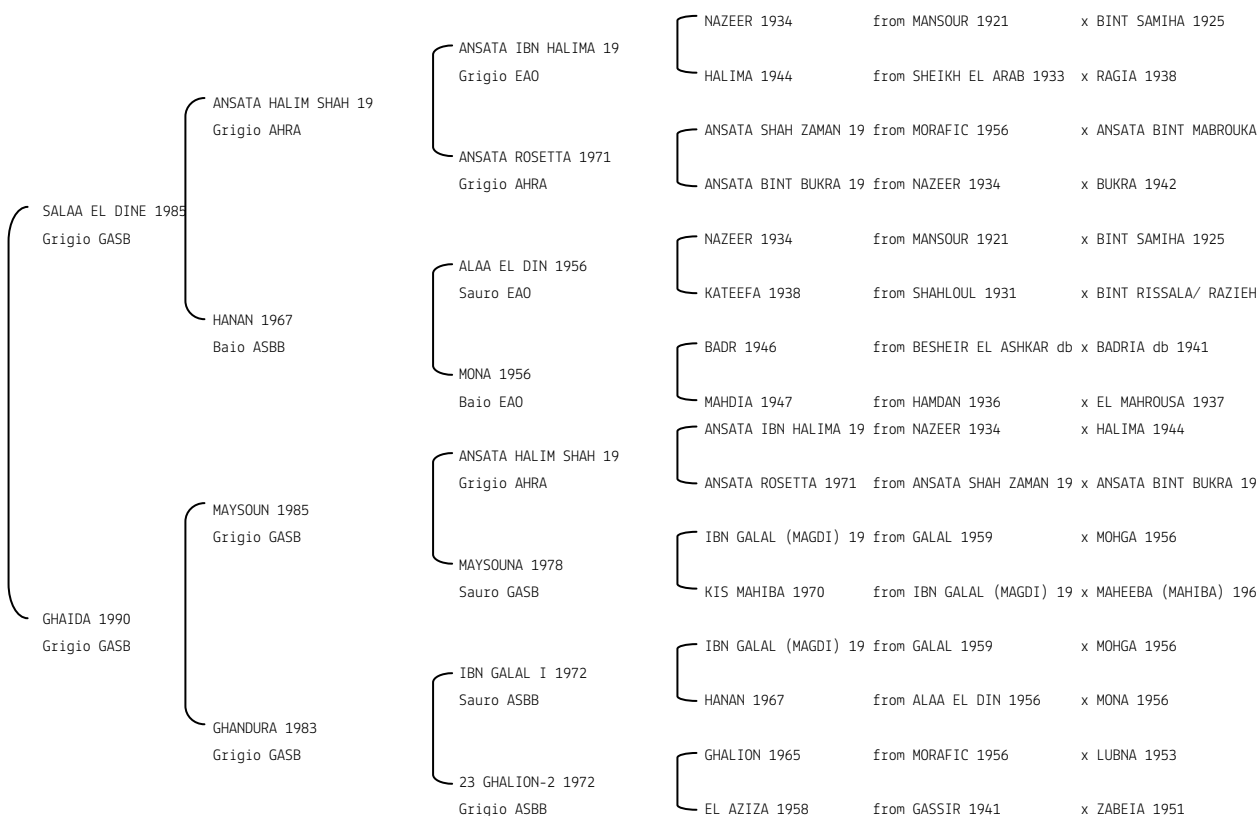 NAZEER 1934 from MANSOUR 1921 x BINT SAMIHA 1925
ANSATA IBN HALIMA 19
Grigio EAO
HALIMA 1944 from SHEIKH EL ARAB 1933 x RAGIA 1938
ANSATA HALIM SHAH 19
Grigio AHRA
ANSATA SHAH ZAMAN 19 from MORAFIC 1956 x ANSATA BINT MABROUKA
ANSATA ROSETTA 1971
Grigio AHRA
ANSATA BINT BUKRA 19 from NAZEER 1934 x BUKRA 1942
SALAA EL DINE 1985
Grigio GASB
NAZEER 1934 from MANSOUR 1921 x BINT SAMIHA 1925
ALAA EL DIN 1956
Sauro EAO
KATEEFA 1938 from SHAHLOUL 1931 x BINT RISSALA/ RAZIEH
HANAN 1967
Baio ASBB
BADR 1946 from BESHEIR EL ASHKAR db x BADRIA db 1941
MONA 1956
Baio EAO
MAHDIA 1947 from HAMDAN 1936 x EL MAHROUSA 1937
ANSATA IBN HALIMA 19 from NAZEER 1934 x HALIMA 1944
ANSATA HALIM SHAH 19
Grigio AHRA
ANSATA ROSETTA 1971 from ANSATA SHAH ZAMAN 19 x ANSATA BINT BUKRA 19
MAYSOUN 1985
Grigio GASB
IBN GALAL (MAGDI) 19 from GALAL 1959 x MOHGA 1956
MAYSOUNA 1978
Sauro GASB
KIS MAHIBA 1970 from IBN GALAL (MAGDI) 19 x MAHEEBA (MAHIBA) 196
GHAIDA 1990
Grigio GASB
IBN GALAL (MAGDI) 19 from GALAL 1959 x MOHGA 1956
IBN GALAL I 1972
Sauro ASBB
HANAN 1967 from ALAA EL DIN 1956 x MONA 1956
GHANDURA 1983
Grigio GASB
GHALION 1965 from MORAFIC 1956 x LUBNA 1953
23 GHALION-2 1972
Grigio ASBB
EL AZIZA 1958 from GASSIR 1941 x ZABEIA 1951